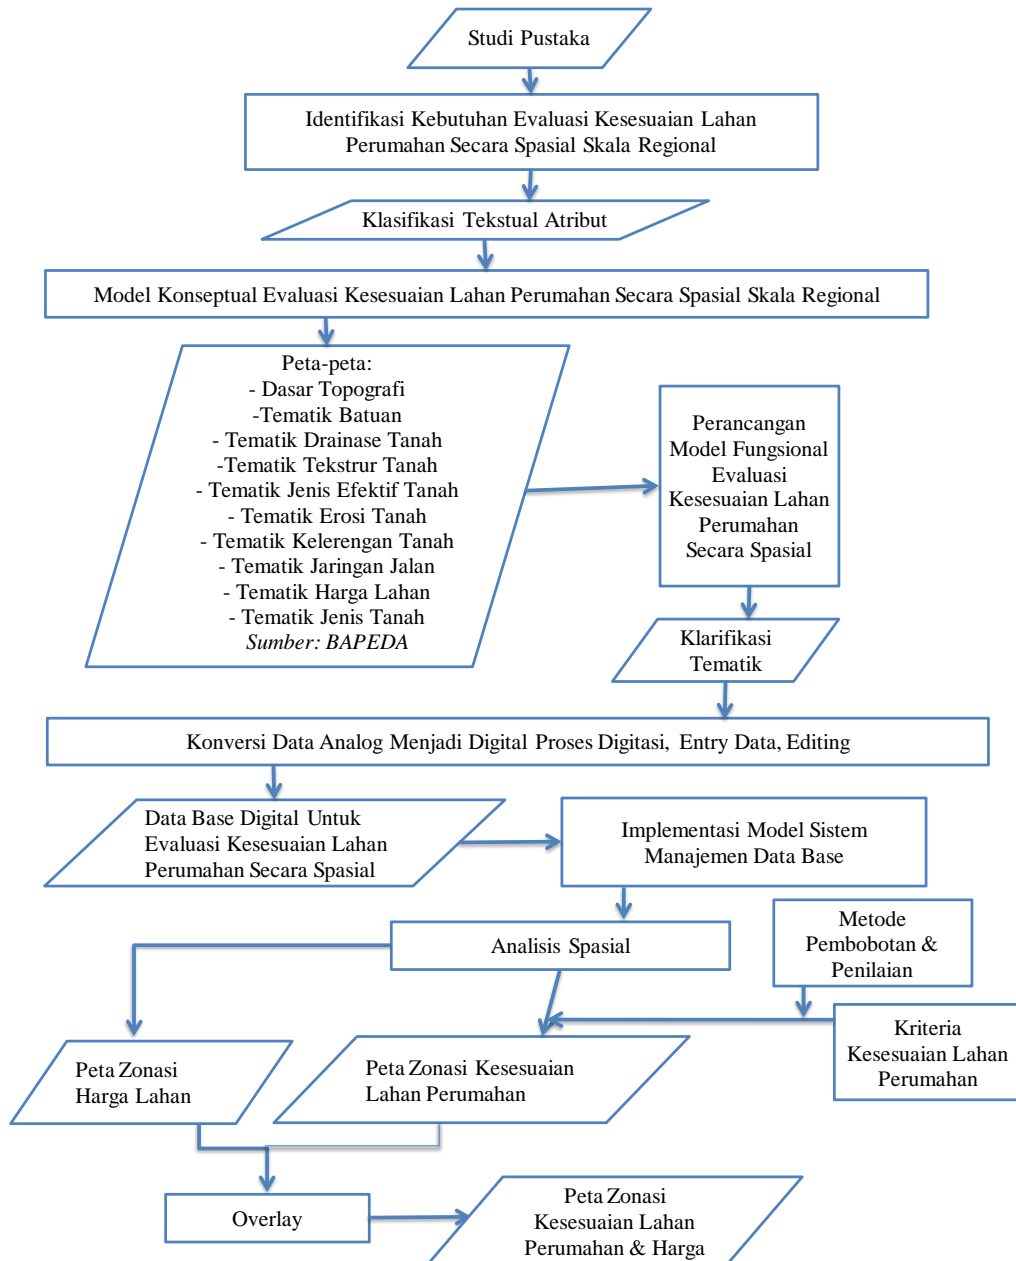 Studi Pustaka
Identifikasi Kebutuhan Evaluasi Kesesuaian Lahan
Perumahan Secara Spasial Skala Regional
Klasifikasi Tekstual Atribut
Model Konseptual Evaluasi Kesesuaian Lahan Perumahan Secara Spasial Skala Regional
Peta-peta:
- Dasar Topografi
-Tematik Batuan
- Tematik Drainase Tanah
-Tematik Tekstrur Tanah
- Tematik Jenis Efektif Tanah
- Tematik Erosi Tanah
- Tematik Kelerengan Tanah
- Tematik Jaringan Jalan
- Tematik Harga Lahan
- Tematik Jenis Tanah
Sumber: BAPEDA
Perancangan
Model Fungsional
Evaluasi
Kesesuaian Lahan
Perumahan
Secara Spasial
Klarifikasi
Tematik
Konversi Data Analog Menjadi Digital Proses Digitasi, Entry Data, Editing
Data Base Digital Untuk
Evaluasi Kesesuaian Lahan
Perumahan Secara Spasial
Implementasi Model Sistem
Manajemen Data Base
Analisis Spasial
Metode
Pembobotan &
Penilaian
Kriteria
Kesesuaian Lahan
Perumahan
Peta Zonasi
Harga Lahan
Peta Zonasi Kesesuaian
Lahan Perumahan
Overlay
Peta Zonasi
Kesesuaian Lahan
Perumahan & Harga